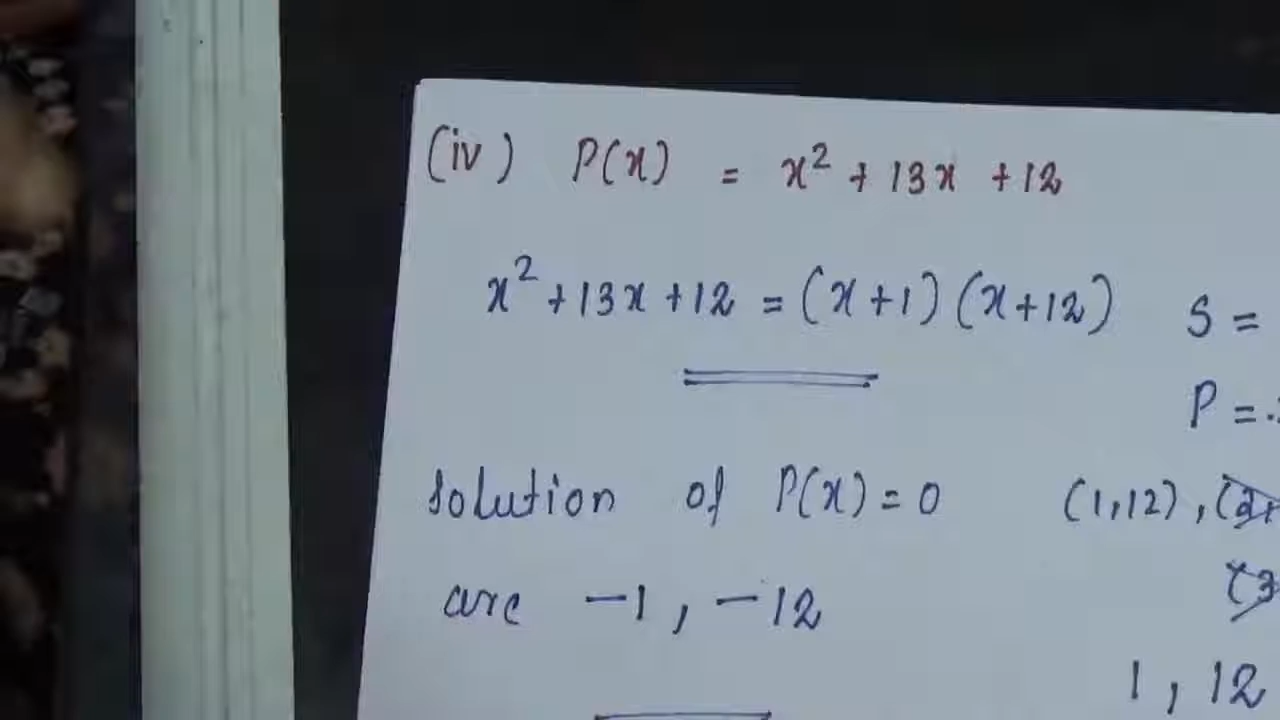 (iv) P(x) = x² + 13x + 12
x² + 13x + 12 = (x+1) (x+12)
S =
P =
solution of P(x) = 0
(1,12) ,
are -1, -12
1 , 12